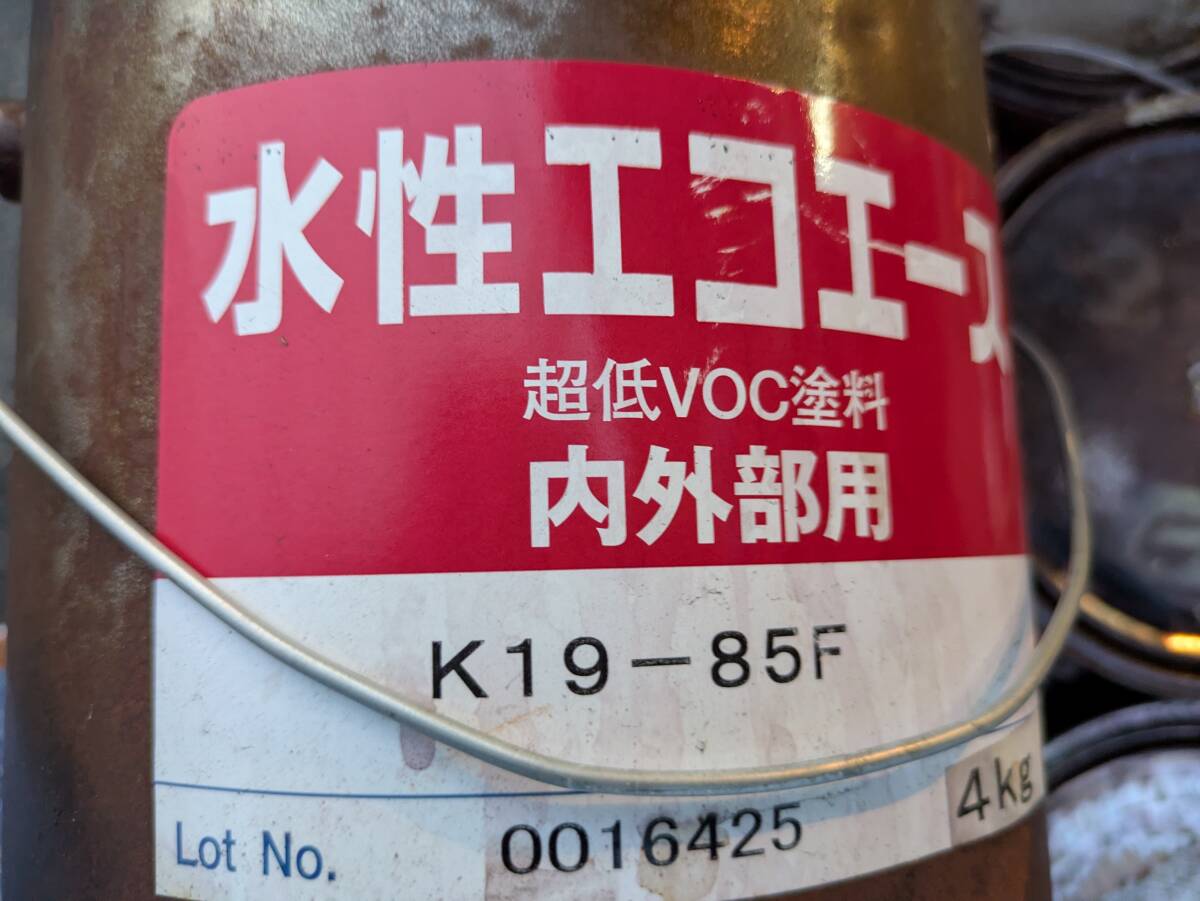 水性エコエース
超低VOC塗料
内外部用
K19-85F
4kg
Lot No. 0016425